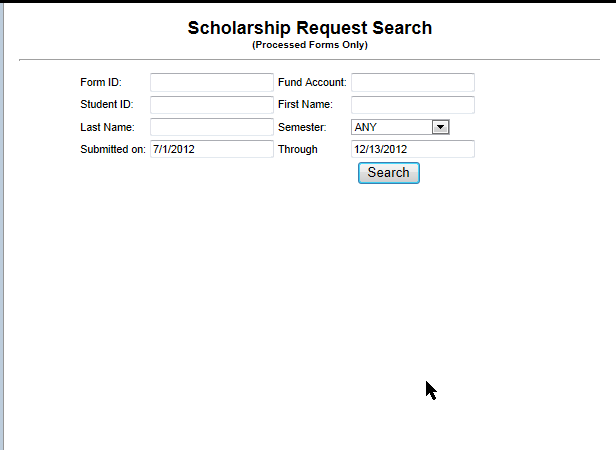 Scholarship Request Search
(Processed Forms Only)
Form ID: Fund Account:
Student ID: First Name:
Last Name: Semester: ANY
Submitted on: 7/1/2012 Through 12/13/2012
Search